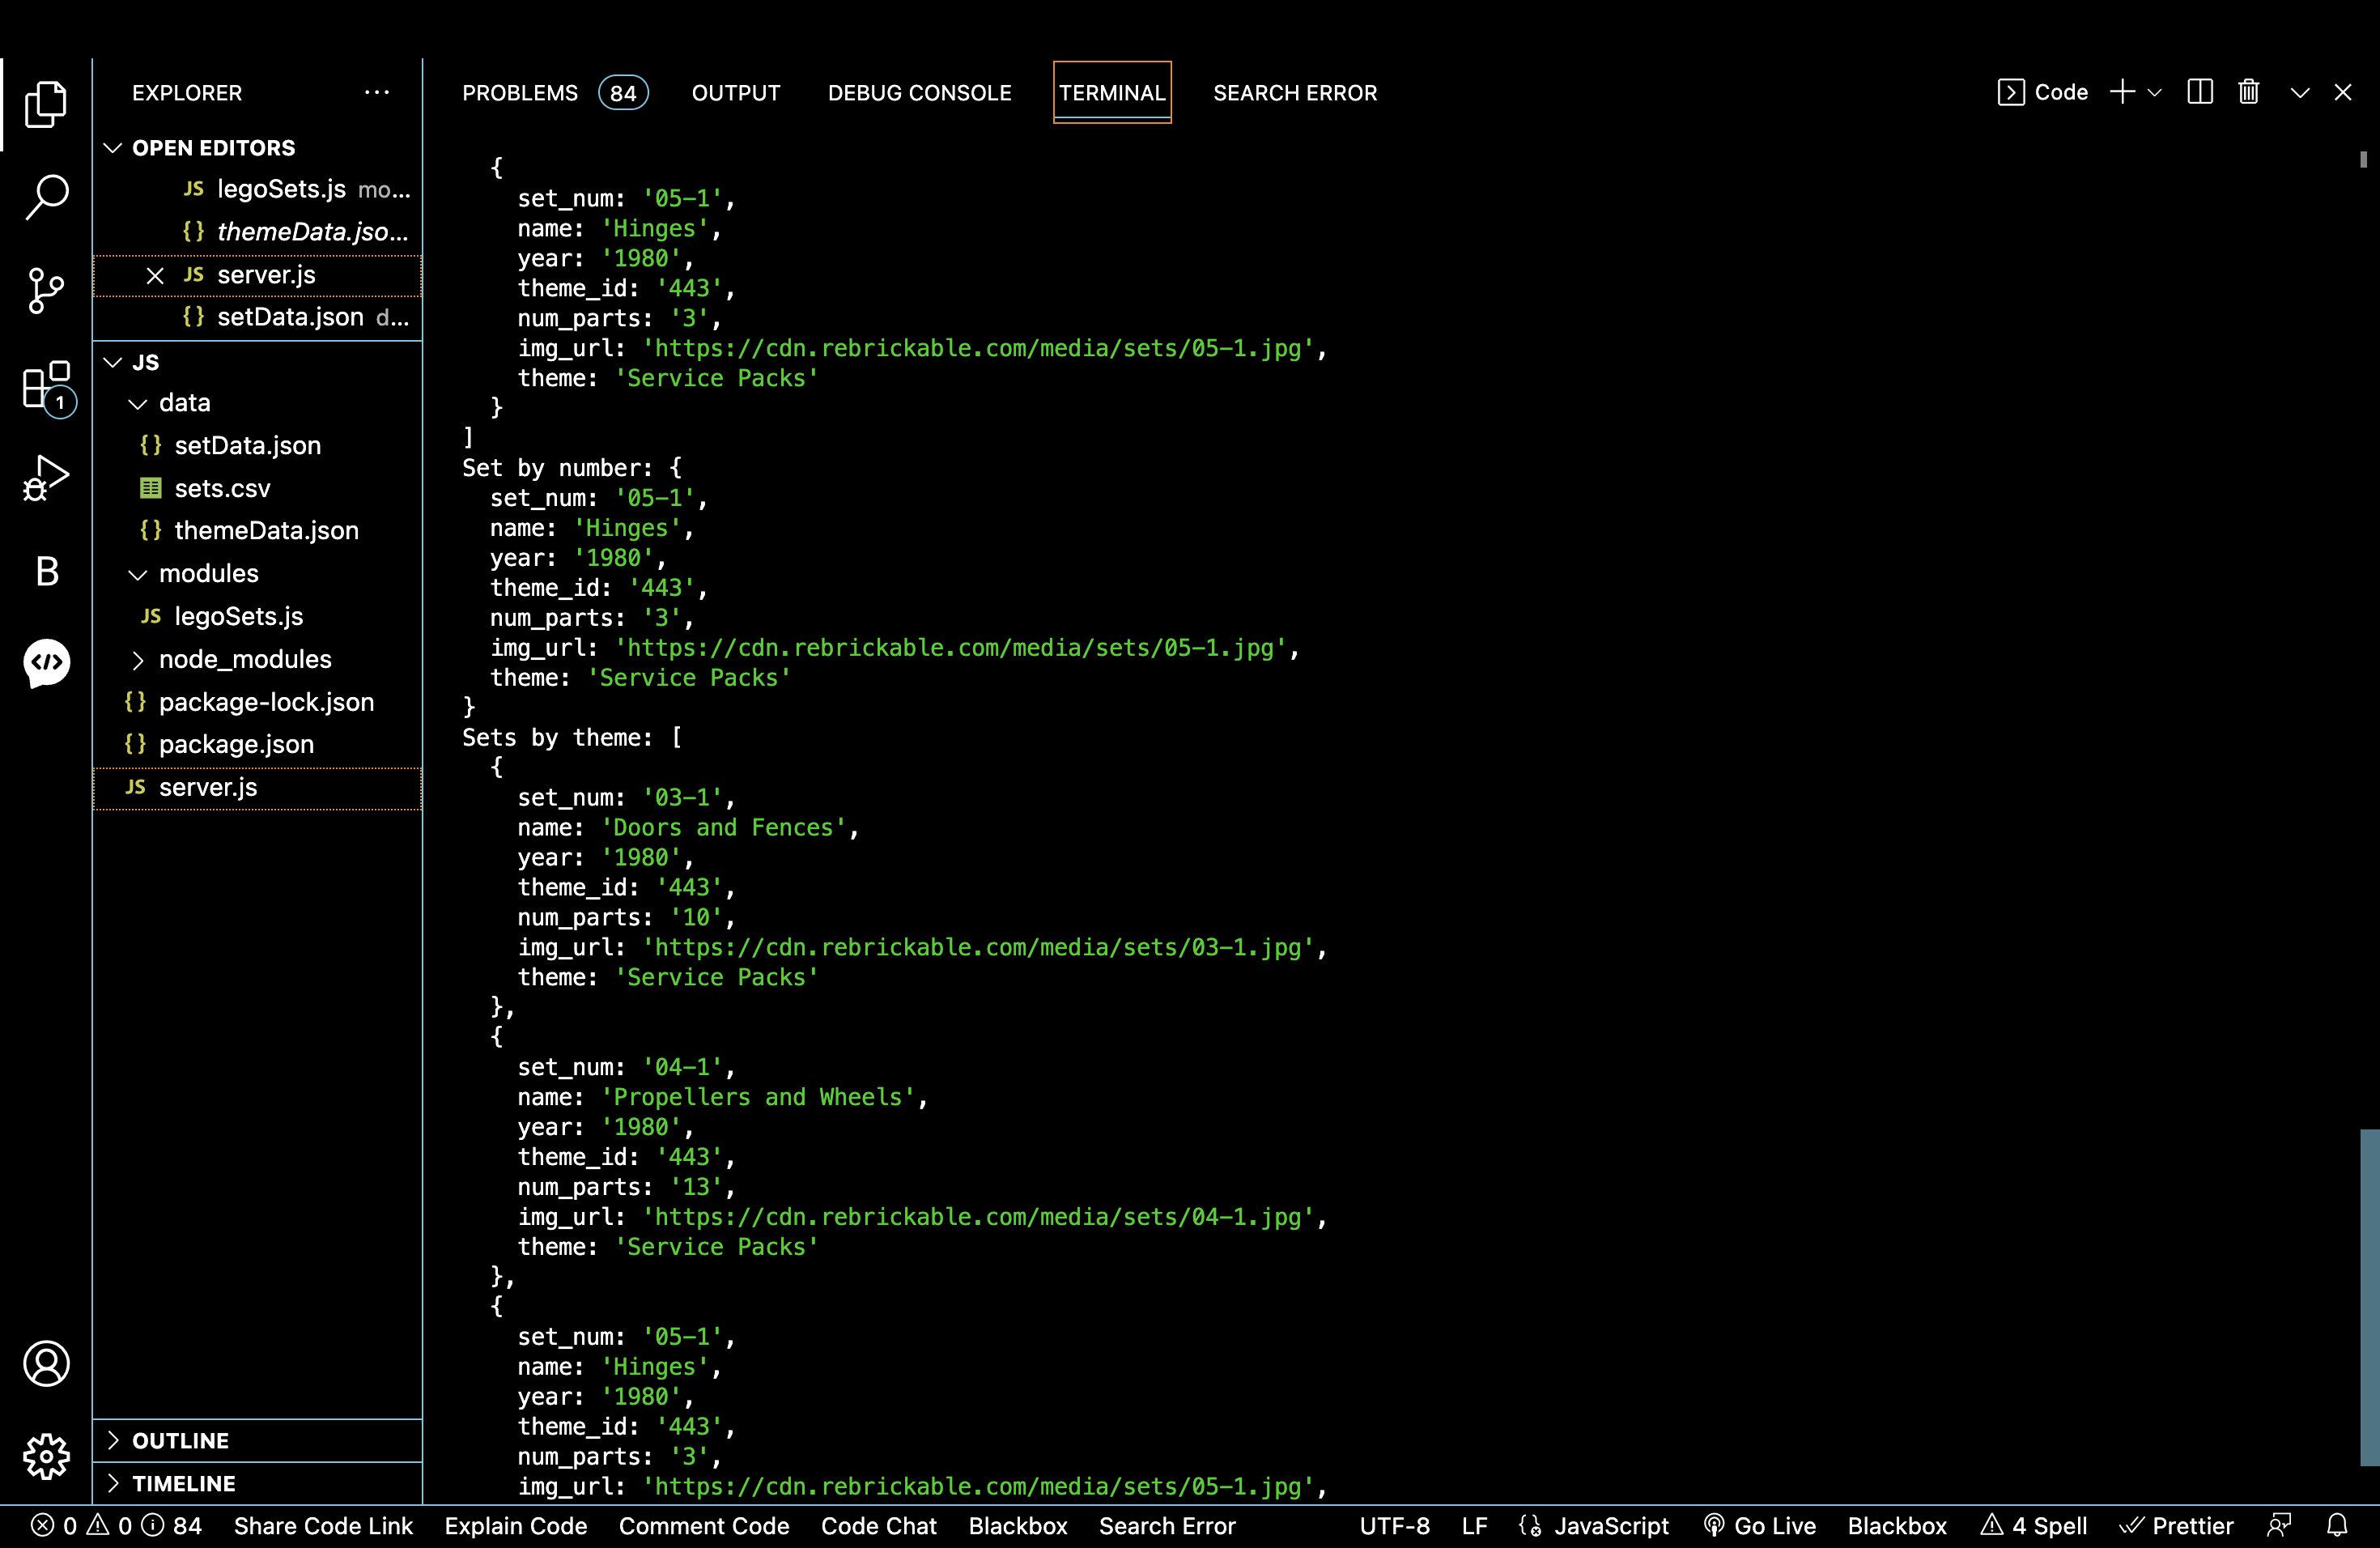 EXPLORER ...
OPEN EDITORS
JS legoSets.js mo...
{} themeData.jso...
JS server.js
{} setData.json d...
JS
data
{} setData.json
sets.csv
{} themeData.json
modules
JS legoSets.js
node_modules
{} package-lock.json
{} package.json
JS server.js
OUTLINE
TIMELINE
1
B
PROBLEMS 84 OUTPUT DEBUG CONSOLE TERMINAL SEARCH ERROR
Code
{
set_num: '05-1',
name: 'Hinges',
year: '1980',
theme_id: '443',
num_parts: '3',
img_url: 'https://cdn.rebrickable.com/media/sets/05-1.jpg',
theme: 'Service Packs'
}
]
Set by number: {
set_num: '05-1',
name: 'Hinges',
year: '1980',
theme_id: '443',
num_parts: '3',
img_url: 'https://cdn.rebrickable.com/media/sets/05-1.jpg',
theme: 'Service Packs'
}
Sets by theme: [
{
set_num: '03-1',
name: 'Doors and Fences',
year: '1980',
theme_id: '443',
num_parts: '10',
img_url: 'https://cdn.rebrickable.com/media/sets/03-1.jpg',
theme: 'Service Packs'
},
{
set_num: '04-1',
name: 'Propellers and Wheels',
year: '1980',
theme_id: '443',
num_parts: '13',
img_url: 'https://cdn.rebrickable.com/media/sets/04-1.jpg',
theme: 'Service Packs'
},
{
set_num: '05-1',
name: 'Hinges',
year: '1980',
theme_id: '443',
num_parts: '3',
img_url: 'https://cdn.rebrickable.com/media/sets/05-1.jpg',
0 0 84 Share Code Link Explain Code Comment Code Code Chat Blackbox Search Error UTF-8 LF JavaScript Go Live Blackbox 4 Spell Prettier